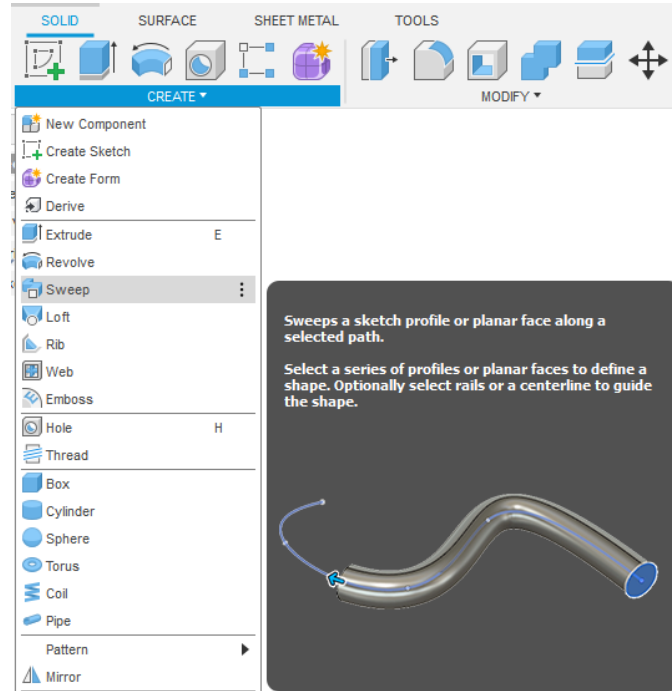 SOLID SURFACE SHEET METAL TOOLS
CREATE MODIFY
New Component
Create Sketch
Create Form
Derive
Extrude E
Revolve
Sweep
Loft
Rib
Web
Emboss
Hole H
Thread
Box
Cylinder
Sphere
Torus
Coil
Pipe
Pattern
Mirror
Sweeps a sketch profile or planar face along a
selected path.
Select a series of profiles or planar faces to define a
shape. Optionally select rails or a centerline to guide
the shape.